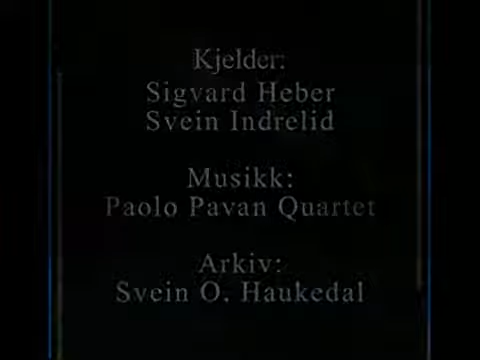 Kjelder:
Sigvard Heber
Svein Indrelid
Musikk:
Paolo Pavan Quartet
Arkiv:
Svein O. Haukedal